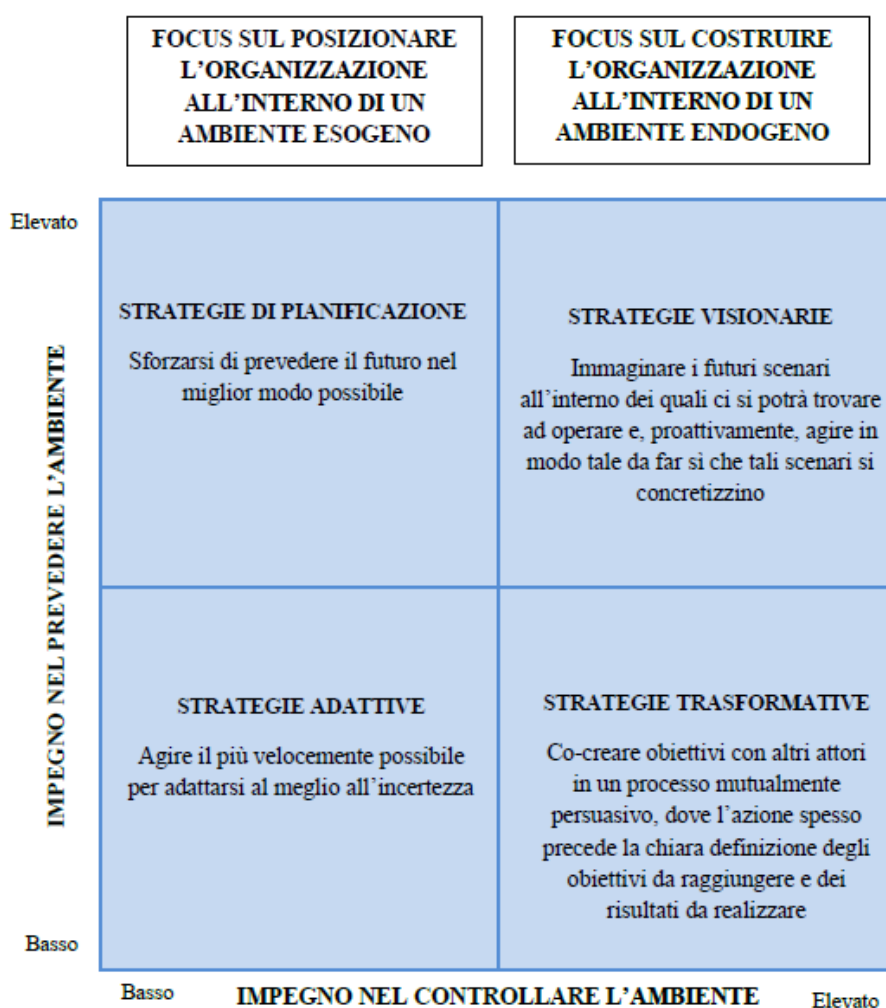 FOCUS SUL POSIZIONARE
L'ORGANIZZAZIONE
ALL'INTERNO DI UN
AMBIENTE ESOGENO
FOCUS SUL COSTRUIRE
L'ORGANIZZAZIONE
ALL'INTERNO DI UN
AMBIENTE ENDOGENO
Elevato
IMPEGNO NEL PREVEDERE L'AMBIENTE
STRATEGIE DI PIANIFICAZIONE
Sforzarsi di prevedere il futuro nel
miglior modo possibile
STRATEGIE VISIONARIE
Immaginare i futuri scenari
all'interno dei quali ci si potrà trovare
ad operare e, proattivamente, agire in
modo tale da far sì che tali scenari si
concretizzino
STRATEGIE ADATTIVE
Agire il più velocemente possibile
per adattarsi al meglio all'incertezza
STRATEGIE TRASFORMATIVE
Co-creare obiettivi con altri attori
in un processo mutualmente
persuasivo, dove l'azione spesso
precede la chiara definizione degli
obiettivi da raggiungere e dei
risultati da realizzare
Basso
Basso
IMPEGNO NEL CONTROLLARE L'AMBIENTE
Elevato